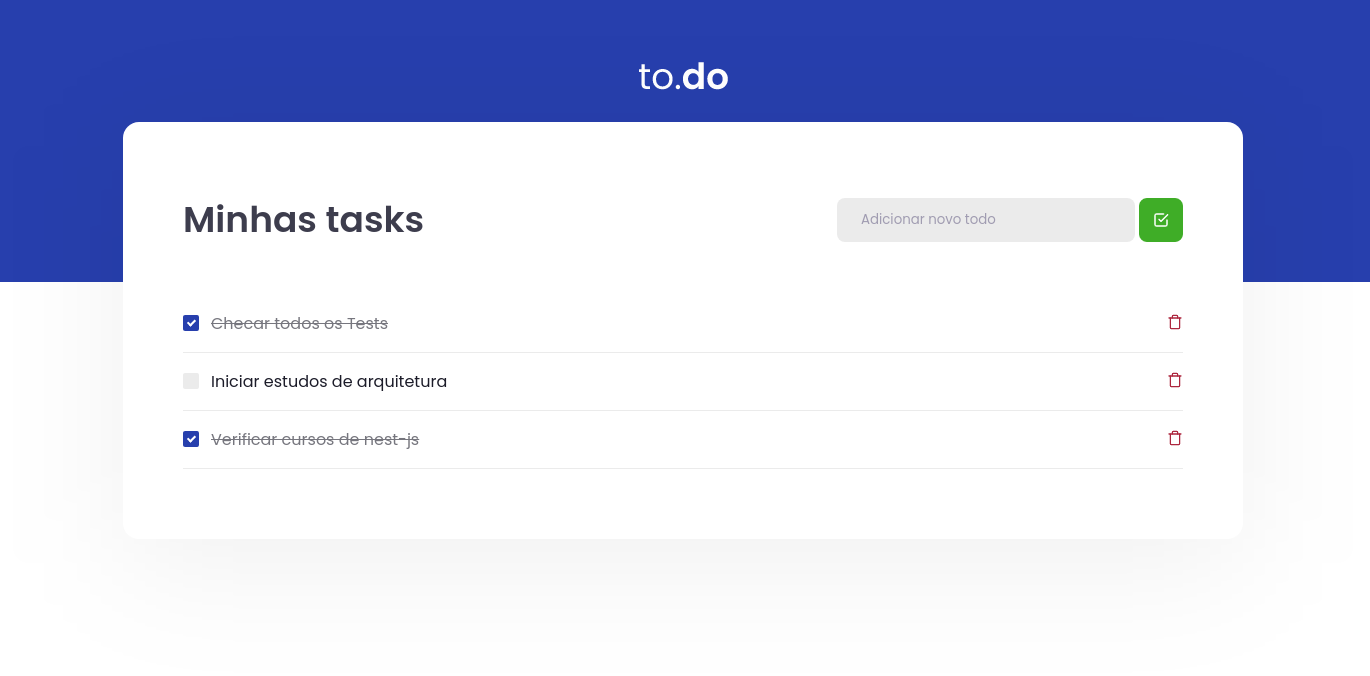 to.do
Minhas tasks
Adicionar novo todo
Checar todos os Tests
Iniciar estudos de arquitetura
Verificar cursos de nest-js